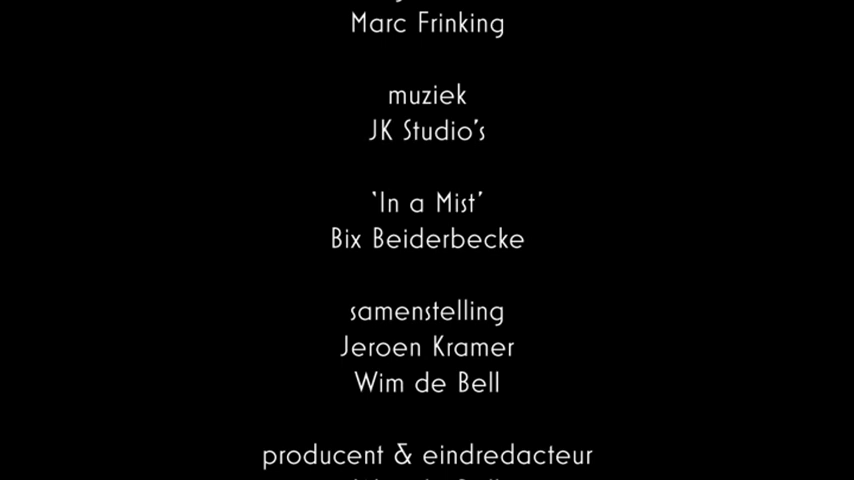 Marc Frinking
muziek
JK Studio's
'In a Mist'
Bix Beiderbecke
samenstelling
Jeroen Kramer
Wim de Bell
producent & eindredacteur